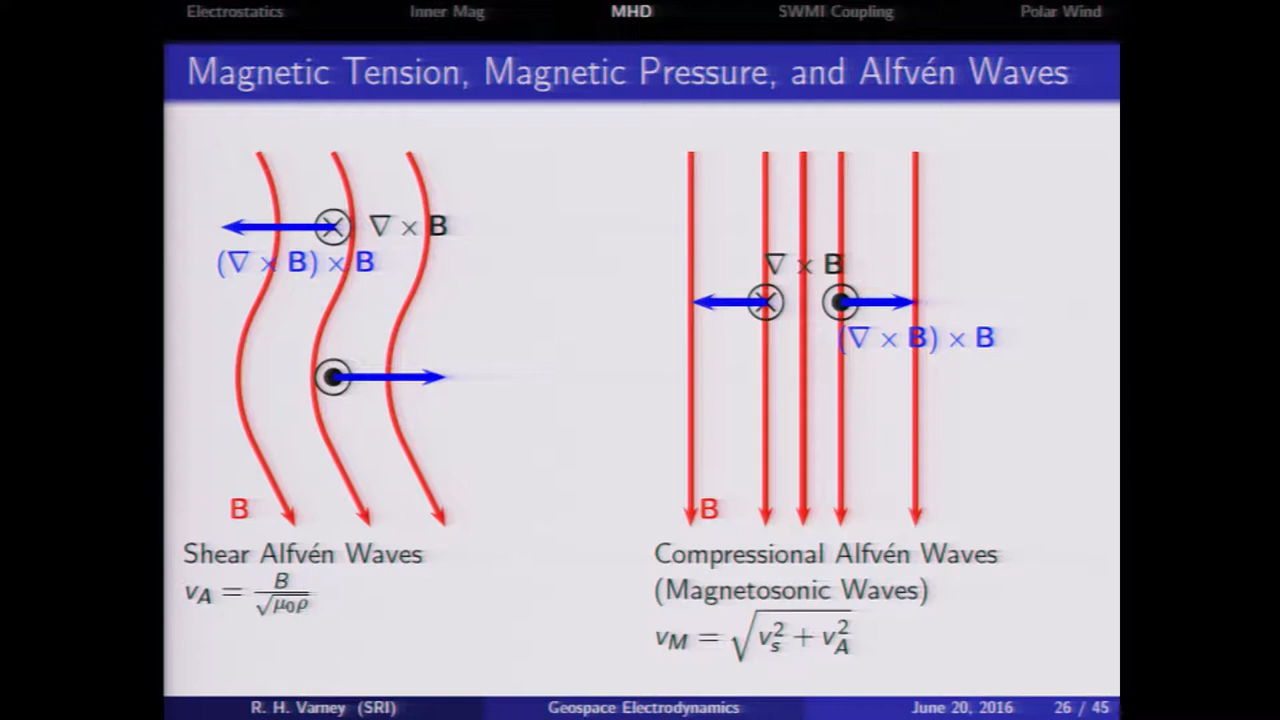 Electrostatics Inner Mag MHD SWMI Coupling Polar Wind
Magnetic Tension, Magnetic Pressure, and Alfvén Waves
∇ × B
(∇ × B) × B
B
Shear Alfvén Waves
v_A = B / √(μ₀ρ)
∇ × B
(∇ × B) × B
B
Compressional Alfvén Waves
(Magnetosonic Waves)
v_M = √(v_s² + v_A²)
R. H. Varney (SRI) Geospace Electrodynamics June 20, 2016 26 / 45